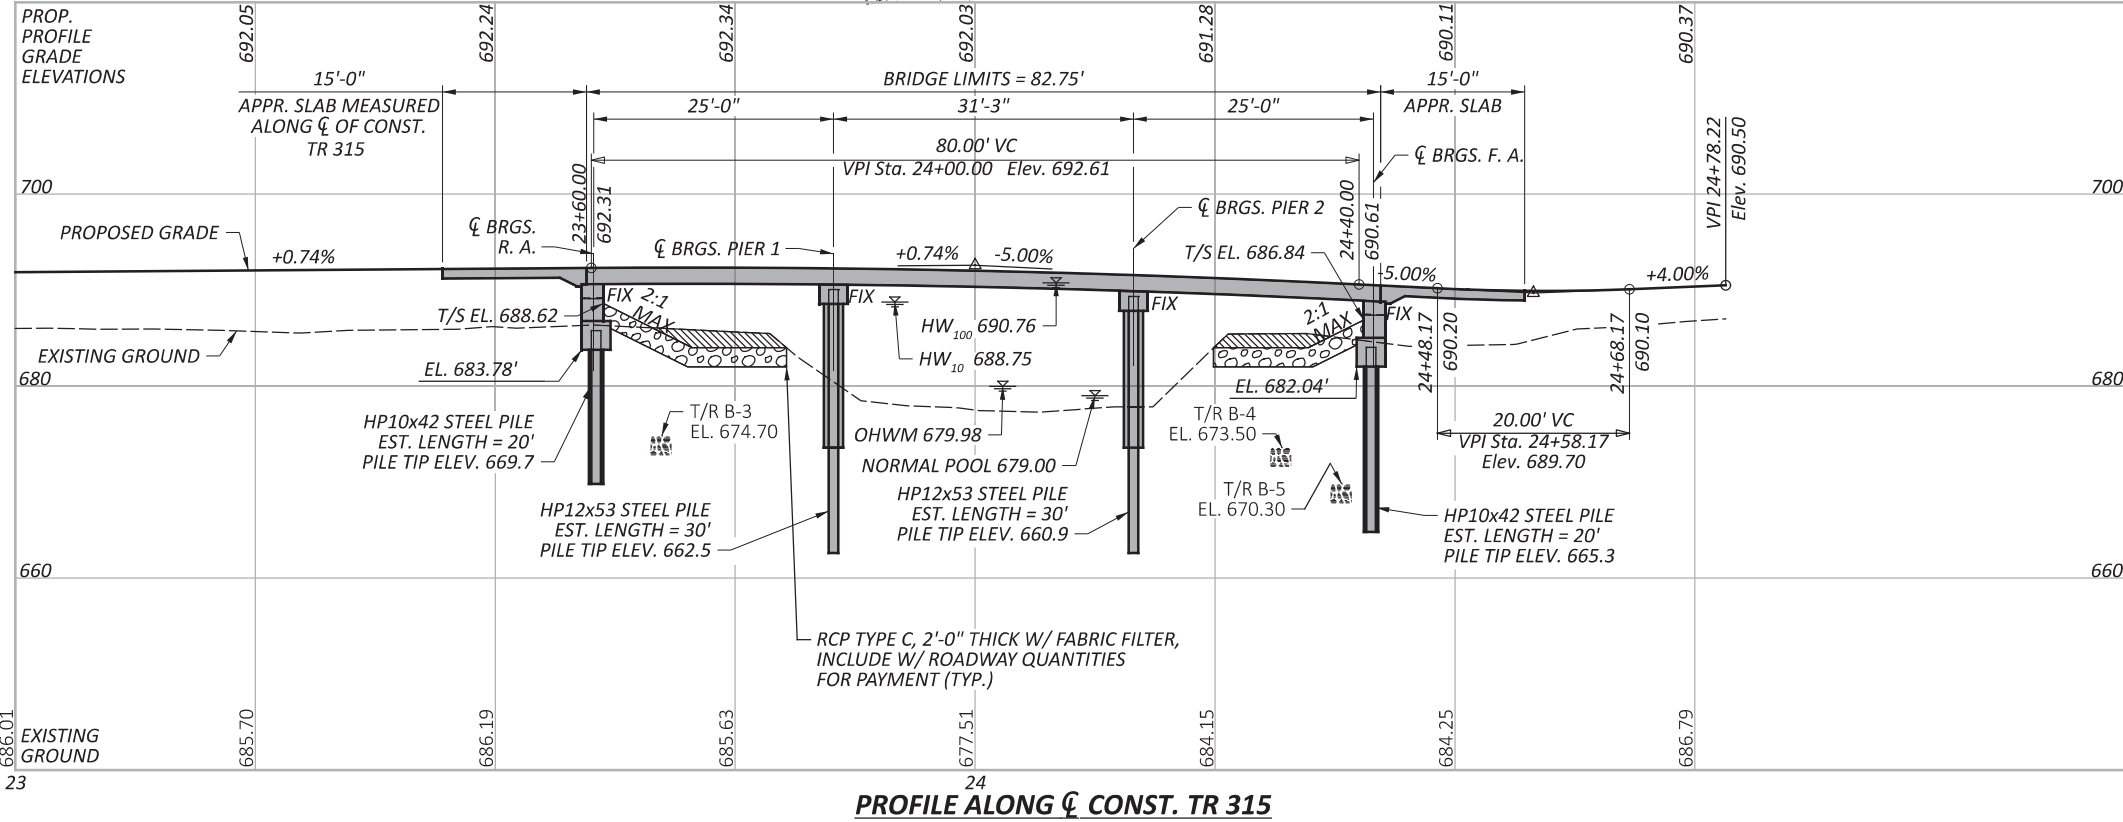 PROP.
PROFILE
GRADE
ELEVATIONS
692.05
692.24
692.34
692.03
691.28
690.11
690.37
15'-0"
BRIDGE LIMITS = 82.75'
15'-0"
APPR. SLAB MEASURED
ALONG ℄ OF CONST.
TR 315
25'-0"
31'-3"
25'-0"
APPR. SLAB
80.00' VC
VPI Sta. 24+00.00 Elev. 692.61
℄ BRGS. F. A.
VPI 24+78.22
Elev. 690.50
700
700
23+60.00
692.31
24+40.00
690.61
PROPOSED GRADE
+0.74%
℄ BRGS.
R. A.
℄ BRGS. PIER 1
+0.74%
-5.00%
℄ BRGS. PIER 2
T/S EL. 686.84
-5.00%
+4.00%
FIX
2:1
MAX
FIX
FIX
2:1
MAX
FIX
T/S EL. 688.62
HW100 690.76
HW10 688.75
EXISTING GROUND
EL. 683.78'
EL. 682.04'
24+48.17
690.20
24+68.17
690.10
680
680
HP10x42 STEEL PILE
EST. LENGTH = 20'
PILE TIP ELEV. 669.7
T/R B-3
EL. 674.70
OHWM 679.98
NORMAL POOL 679.00
T/R B-4
EL. 673.50
20.00' VC
VPI Sta. 24+58.17
Elev. 689.70
HP12x53 STEEL PILE
EST. LENGTH = 30'
PILE TIP ELEV. 662.5
HP12x53 STEEL PILE
EST. LENGTH = 30'
PILE TIP ELEV. 660.9
T/R B-5
EL. 670.30
HP10x42 STEEL PILE
EST. LENGTH = 20'
PILE TIP ELEV. 665.3
660
660
RCP TYPE C, 2'-0" THICK W/ FABRIC FILTER,
INCLUDE W/ ROADWAY QUANTITIES
FOR PAYMENT (TYP.)
686.01
EXISTING
GROUND
685.70
686.19
685.63
677.51
684.15
684.25
686.79
23
24
PROFILE ALONG ℄ CONST. TR 315